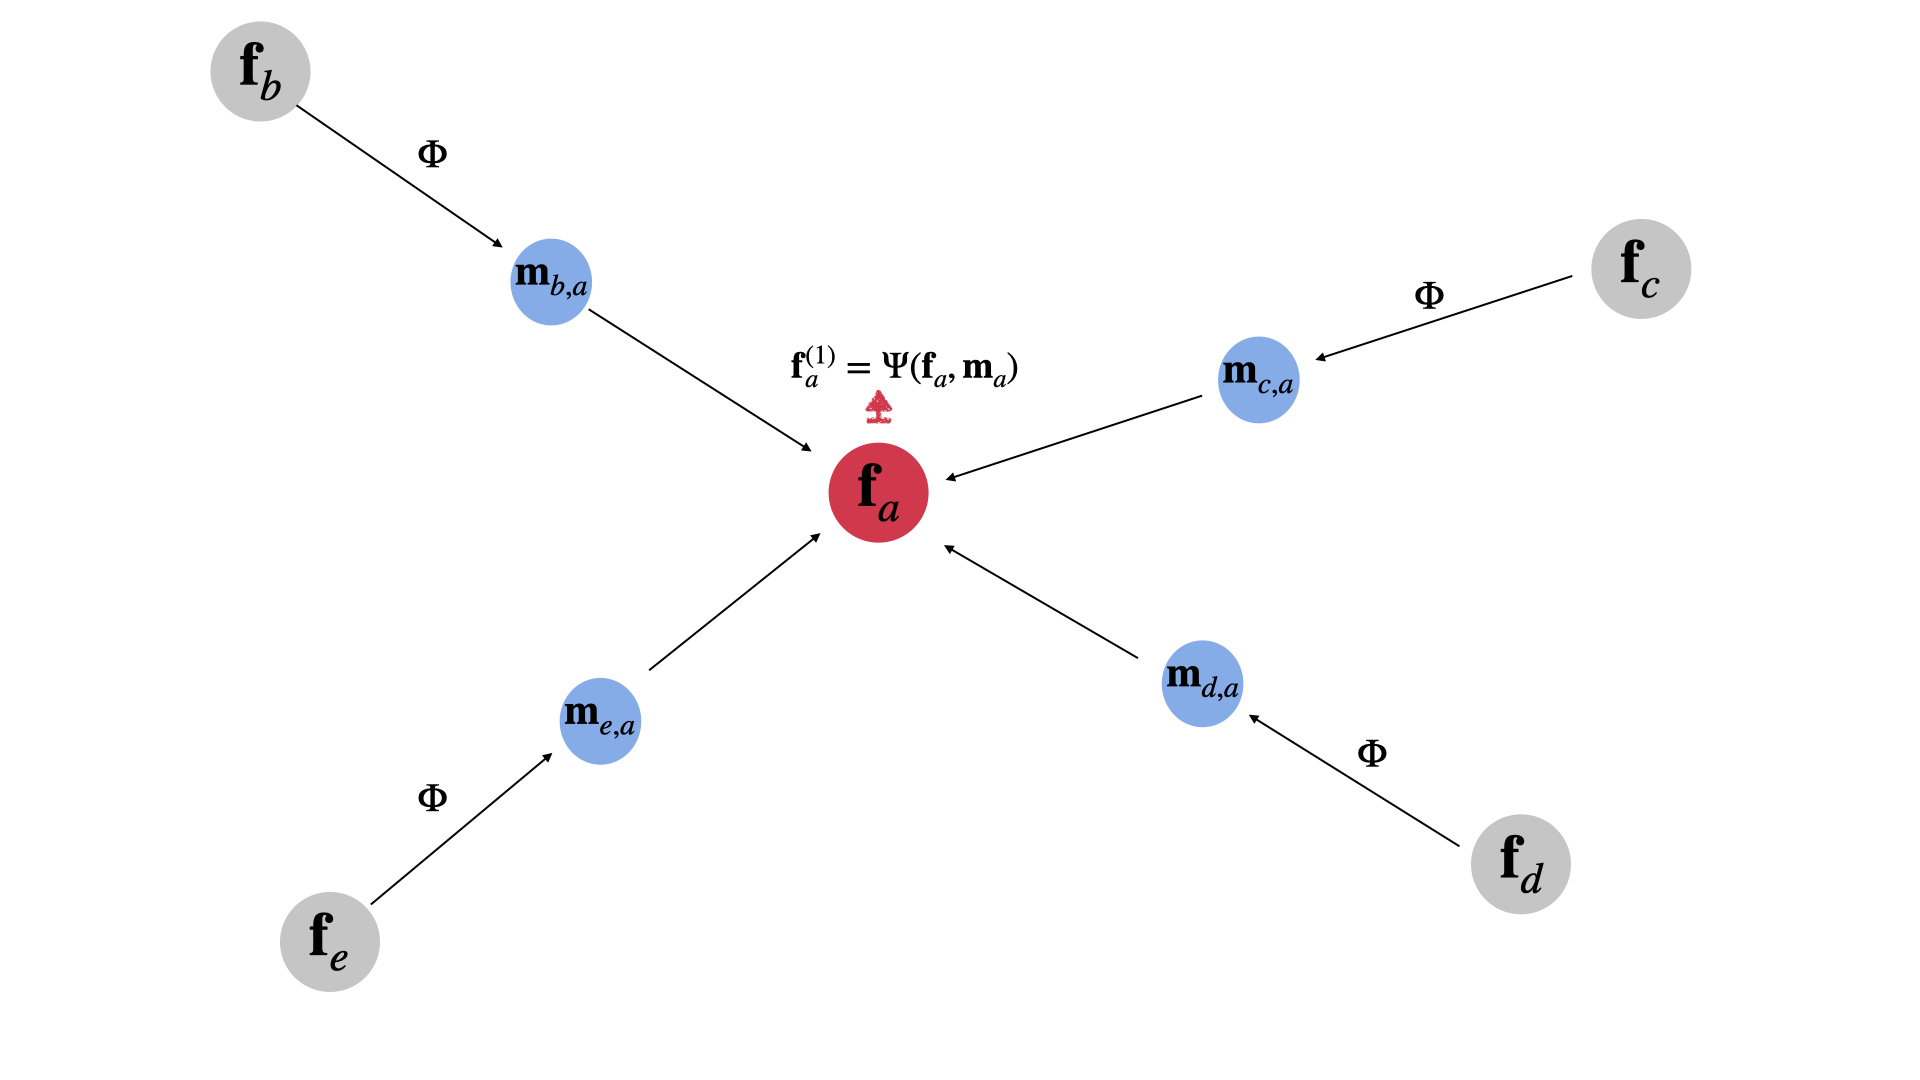 f_b
Φ
m_{b,a}
f_c
Φ
m_{c,a}
f_a^{(1)} = Ψ(f_a, m_a)
f_a
m_{d,a}
m_{e,a}
Φ
Φ
f_d
f_e